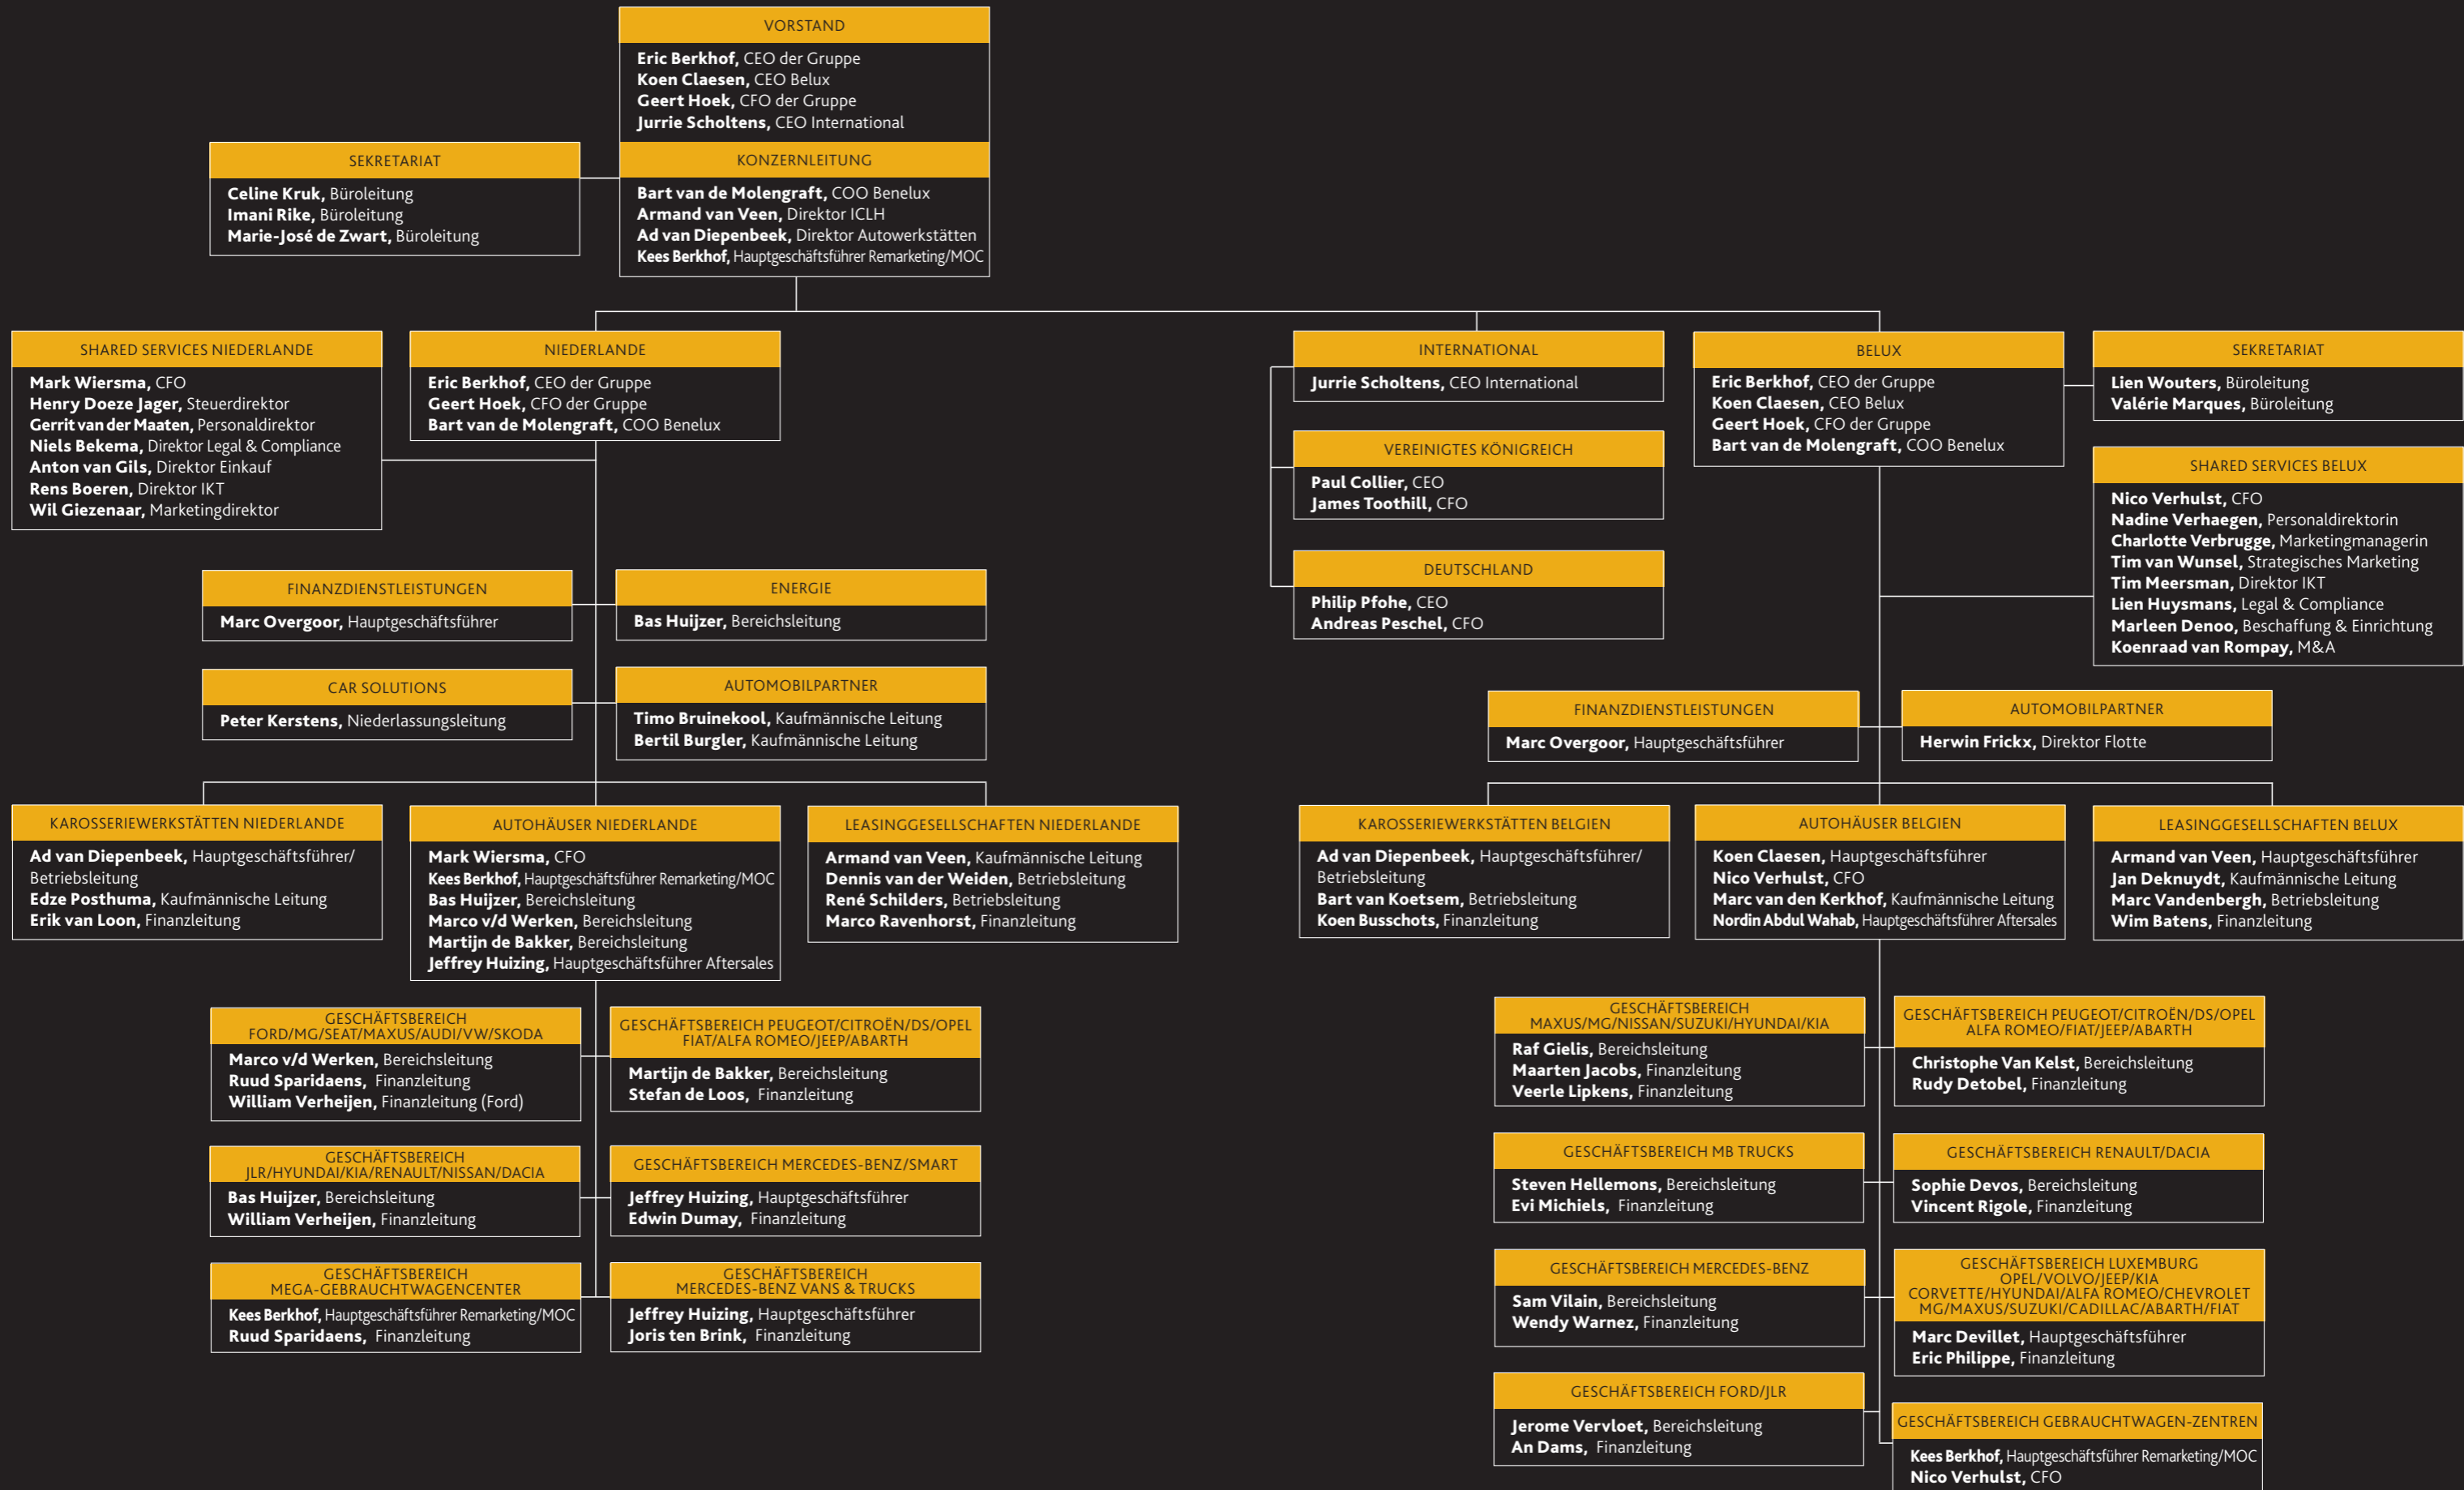 VORSTAND
Eric Berkhof, CEO der Gruppe
Koen Claesen, CEO Belux
Geert Hoek, CFO der Gruppe
Jurrie Scholtens, CEO International
SEKRETARIAT
Celine Kruk, Büroleitung
Imani Rike, Büroleitung
Marie-José de Zwart, Büroleitung
KONZERNLEITUNG
Bart van de Molengraft, COO Benelux
Armand van Veen, Direktor ICLH
Ad van Diepenbeek, Direktor Autowerkstätten
Kees Berkhof, Hauptgeschäftsführer Remarketing/MOC
SHARED SERVICES NIEDERLANDE
Mark Wiersma, CFO
Henry Doeze Jager, Steuerdirektor
Gerrit van der Maaten, Personaldirektor
Niels Bekema, Direktor Legal & Compliance
Anton van Gils, Direktor Einkauf
Rens Boeren, Direktor IKT
Wil Giezenaar, Marketingdirektor
NIEDERLANDE
Eric Berkhof, CEO der Gruppe
Geert Hoek, CFO der Gruppe
Bart van de Molengraft, COO Benelux
INTERNATIONAL
Jurrie Scholtens, CEO International
VEREINIGTES KÖNIGREICH
Paul Collier, CEO
James Toothill, CFO
DEUTSCHLAND
Philip Pfohe, CEO
Andreas Peschel, CFO
BELUX
Eric Berkhof, CEO der Gruppe
Koen Claesen, CEO Belux
Geert Hoek, CFO der Gruppe
Bart van de Molengraft, COO Benelux
SEKRETARIAT
Lien Wouters, Büroleitung
Valérie Marques, Büroleitung
SHARED SERVICES BELUX
Nico Verhulst, CFO
Nadine Verhaegen, Personaldirektorin
Charlotte Verbrugge, Marketingmanagerin
Tim van Wunsel, Strategisches Marketing
Tim Meersman, Direktor IKT
Lien Huysmans, Legal & Compliance
Marleen Denoo, Beschaffung & Einrichtung
Koenraad van Rompay, M&A
FINANZDIENSTLEISTUNGEN
Marc Overgoor, Hauptgeschäftsführer
ENERGIE
Bas Huijzer, Bereichsleitung
CAR SOLUTIONS
Peter Kerstens, Niederlassungsleitung
AUTOMOBILPARTNER
Timo Bruinekool, Kaufmännische Leitung
Bertil Burgler, Kaufmännische Leitung
FINANZDIENSTLEISTUNGEN
Marc Overgoor, Hauptgeschäftsführer
AUTOMOBILPARTNER
Herwin Frickx, Direktor Flotte
KAROSSERIEWERKSTÄTTEN NIEDERLANDE
Ad van Diepenbeek, Hauptgeschäftsführer/
Betriebsleitung
Edze Posthuma, Kaufmännische Leitung
Erik van Loon, Finanzleitung
AUTOHÄUSER NIEDERLANDE
Mark Wiersma, CFO
Kees Berkhof, Hauptgeschäftsführer Remarketing/MOC
Bas Huijzer, Bereichsleitung
Marco v/d Werken, Bereichsleitung
Martijn de Bakker, Bereichsleitung
Jeffrey Huizing, Hauptgeschäftsführer Aftersales
LEASINGGESELLSCHAFTEN NIEDERLANDE
Armand van Veen, Kaufmännische Leitung
Dennis van der Weiden, Betriebsleitung
René Schilders, Betriebsleitung
Marco Ravenhorst, Finanzleitung
KAROSSERIEWERKSTÄTTEN BELGIEN
Ad van Diepenbeek, Hauptgeschäftsführer/
Betriebsleitung
Bart van Koetsem, Betriebsleitung
Koen Busschots, Finanzleitung
AUTOHÄUSER BELGIEN
Koen Claesen, Hauptgeschäftsführer
Nico Verhulst, CFO
Marc van den Kerkhof, Kaufmännische Leitung
Nordin Abdul Wahab, Hauptgeschäftsführer Aftersales
LEASINGGESELLSCHAFTEN BELUX
Armand van Veen, Hauptgeschäftsführer
Jan Deknuydt, Kaufmännische Leitung
Marc Vandenbergh, Betriebsleitung
Wim Batens, Finanzleitung
GESCHÄFTSBEREICH
FORD/MG/SEAT/MAXUS/AUDI/VW/SKODA
Marco v/d Werken, Bereichsleitung
Ruud Sparidaens, Finanzleitung
William Verheijen, Finanzleitung (Ford)
GESCHÄFTSBEREICH PEUGEOT/CITROËN/DS/OPEL
FIAT/ALFA ROMEO/JEEP/ABARTH
Martijn de Bakker, Bereichsleitung
Stefan de Loos, Finanzleitung
GESCHÄFTSBEREICH
JLR/HYUNDAI/KIA/RENAULT/NISSAN/DACIA
Bas Huijzer, Bereichsleitung
William Verheijen, Finanzleitung
GESCHÄFTSBEREICH MERCEDES-BENZ/SMART
Jeffrey Huizing, Hauptgeschäftsführer
Edwin Dumay, Finanzleitung
GESCHÄFTSBEREICH
MEGA-GEBRAUCHTWAGENCENTER
Kees Berkhof, Hauptgeschäftsführer Remarketing/MOC
Ruud Sparidaens, Finanzleitung
GESCHÄFTSBEREICH
MERCEDES-BENZ VANS & TRUCKS
Jeffrey Huizing, Hauptgeschäftsführer
Joris ten Brink, Finanzleitung
GESCHÄFTSBEREICH
MAXUS/MG/NISSAN/SUZUKI/HYUNDAI/KIA
Raf Gielis, Bereichsleitung
Maarten Jacobs, Finanzleitung
Veerle Lipkens, Finanzleitung
GESCHÄFTSBEREICH PEUGEOT/CITROËN/DS/OPEL
ALFA ROMEO/FIAT/JEEP/ABARTH
Christophe Van Kelst, Bereichsleitung
Rudy Detobel, Finanzleitung
GESCHÄFTSBEREICH MB TRUCKS
Steven Hellemons, Bereichsleitung
Evi Michiels, Finanzleitung
GESCHÄFTSBEREICH RENAULT/DACIA
Sophie Devos, Bereichsleitung
Vincent Rigole, Finanzleitung
GESCHÄFTSBEREICH MERCEDES-BENZ
Sam Vilain, Bereichsleitung
Wendy Warnez, Finanzleitung
GESCHÄFTSBEREICH LUXEMBURG
OPEL/VOLVO/JEEP/KIA
CORVETTE/HYUNDAI/ALFA ROMEO/CHEVROLET
MG/MAXUS/SUZUKI/CADILLAC/ABARTH/FIAT
Marc Devillet, Hauptgeschäftsführer
Eric Philippe, Finanzleitung
GESCHÄFTSBEREICH FORD/JLR
Jerome Vervloet, Bereichsleitung
An Dams, Finanzleitung
GESCHÄFTSBEREICH GEBRAUCHTWAGEN-ZENTREN
Kees Berkhof, Hauptgeschäftsführer Remarketing/MOC
Nico Verhulst, CFO